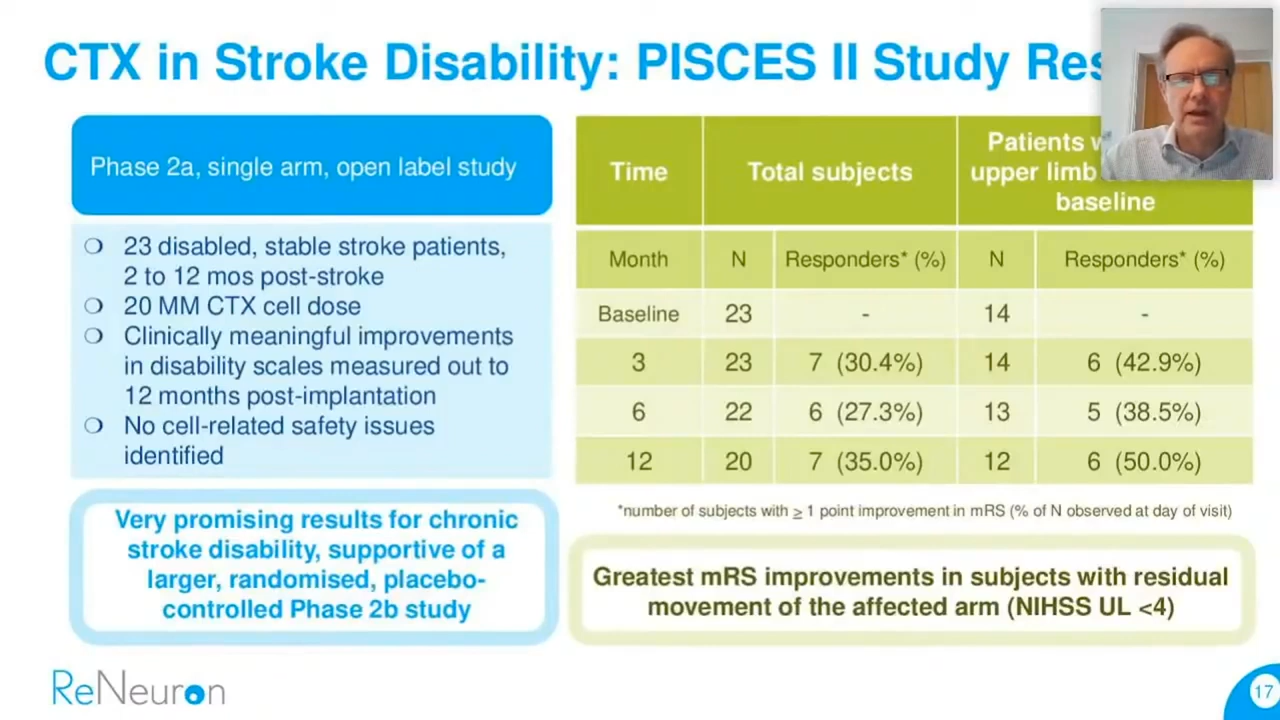 CTX in Stroke Disability: PISCES II Study
Phase 2a, single arm, open label study
❍ 23 disabled, stable stroke patients,
2 to 12 mos post-stroke
❍ 20 MM CTX cell dose
❍ Clinically meaningful improvements
in disability scales measured out to
12 months post-implantation
❍ No cell-related safety issues
identified
Very promising results for chronic
stroke disability, supportive of a
larger, randomised, placebo-
controlled Phase 2b study
Time Total subjects
Patients
upper limb
baseline
Month N Responders* (%) N Responders* (%)
Baseline 23 - 14 -
3 23 7 (30.4%) 14 6 (42.9%)
6 22 6 (27.3%) 13 5 (38.5%)
12 20 7 (35.0%) 12 6 (50.0%)
*number of subjects with ≥ 1 point improvement in mRS (% of N observed at day of visit)
Greatest mRS improvements in subjects with residual
movement of the affected arm (NIHSS UL <4)
ReNeuron
17